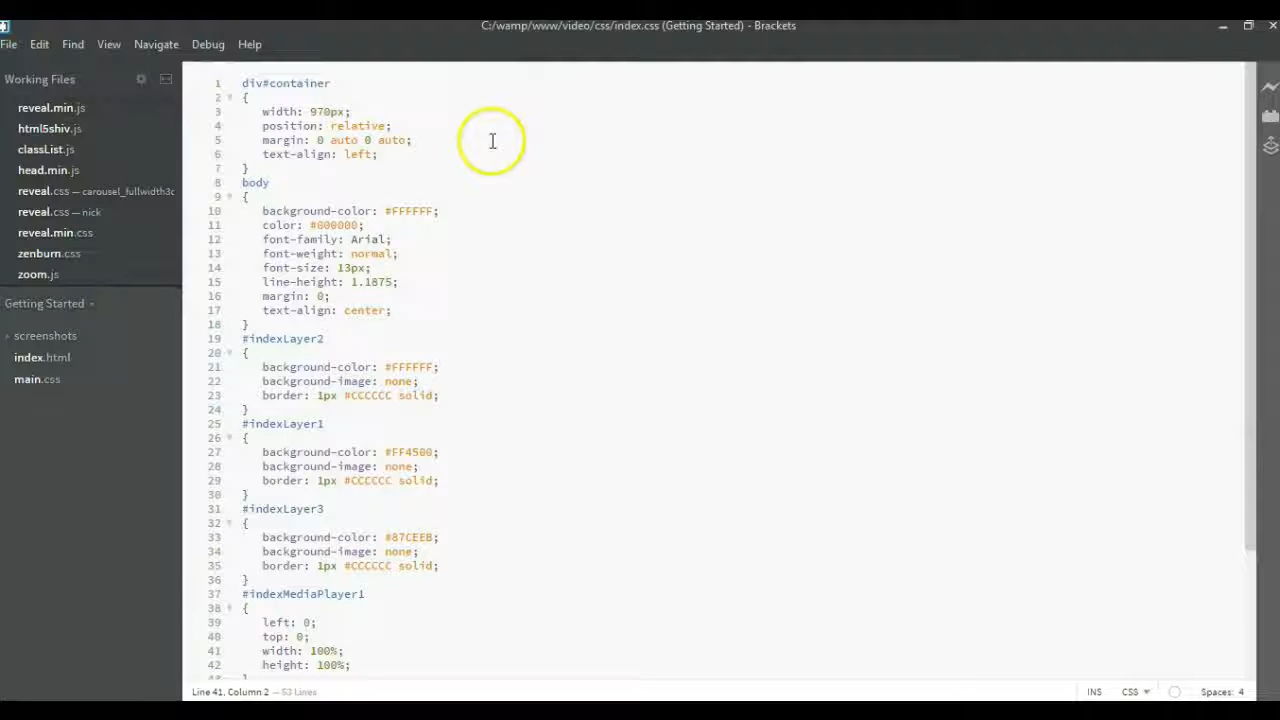 C:/wamp/www/video/css/index.css (Getting Started) - Brackets
File Edit Find View Navigate Debug Help
Working Files
reveal.min.js
html5shiv.js
classList.js
head.min.js
reveal.css — carousel_fullwidth3c
reveal.css — nick
reveal.min.css
zenburn.css
zoom.js
Getting Started
screenshots
index.html
main.css
1 div#container
2 {
3 width: 970px;
4 position: relative;
5 margin: 0 auto 0 auto;
6 text-align: left;
7 }
8 body
9 {
10 background-color: #FFFFFF;
11 color: #000000;
12 font-family: Arial;
13 font-weight: normal;
14 font-size: 13px;
15 line-height: 1.1875;
16 margin: 0;
17 text-align: center;
18 }
19 #indexLayer2
20 {
21 background-color: #FFFFFF;
22 background-image: none;
23 border: 1px #CCCCCC solid;
24 }
25 #indexLayer1
26 {
27 background-color: #FF4500;
28 background-image: none;
29 border: 1px #CCCCCC solid;
30 }
31 #indexLayer3
32 {
33 background-color: #87CEEB;
34 background-image: none;
35 border: 1px #CCCCCC solid;
36 }
37 #indexMediaPlayer1
38 {
39 left: 0;
40 top: 0;
41 width: 100%;
42 height: 100%;
Line 41, Column 2 — 53 Lines
INS CSS Spaces: 4